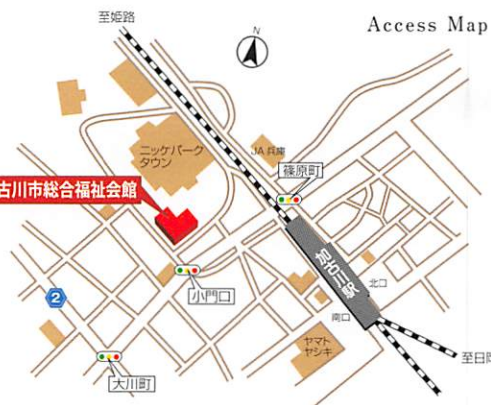 Access Map
至姫路
N
ニッケパーク
タウン
JA 兵庫
篠原町
古川市総合福祉会館
加古川駅
北口
小門口
2
南口
ヤマト
ヤシキ
至日岡
大川町